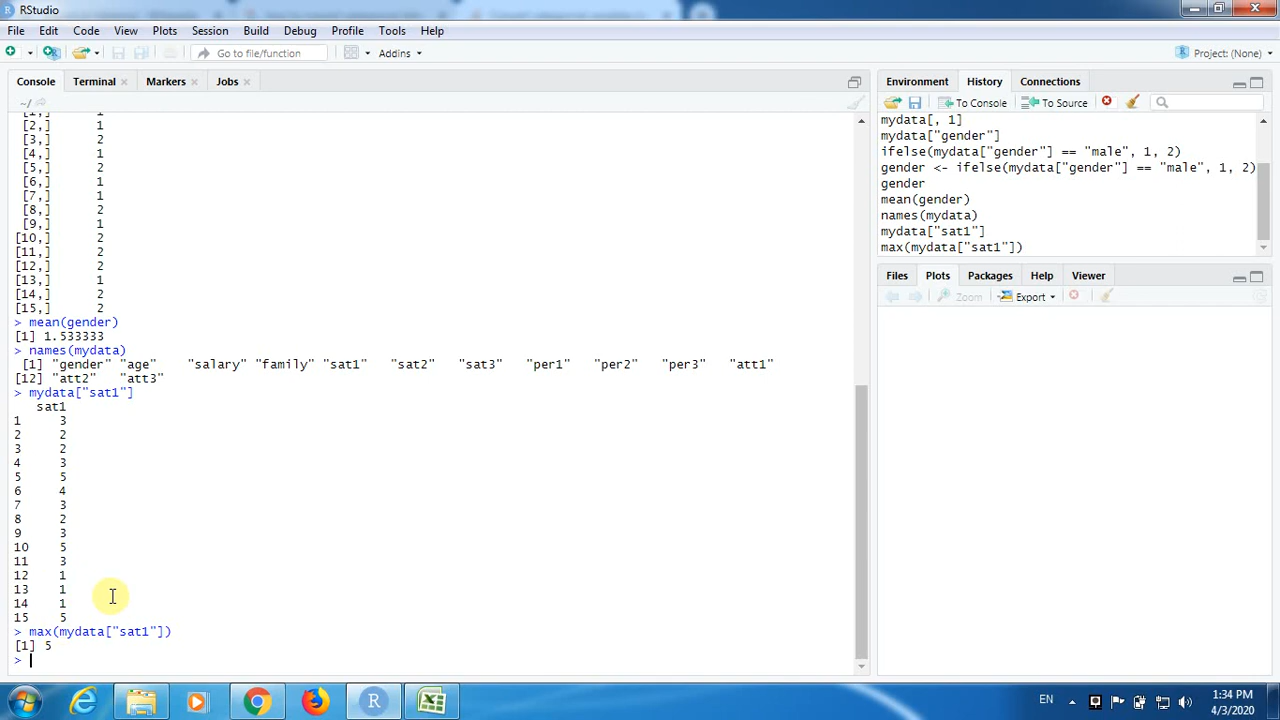 RStudio
File Edit Code View Plots Session Build Debug Profile Tools Help
Go to file/function Addins Project: (None)
Console Terminal Markers Jobs
~/
[2,] 1
[3,] 2
[4,] 1
[5,] 2
[6,] 1
[7,] 1
[8,] 2
[9,] 1
[10,] 2
[11,] 2
[12,] 2
[13,] 1
[14,] 2
[15,] 2
> mean(gender)
[1] 1.533333
> names(mydata)
[1] "gender" "age" "salary" "family" "sat1" "sat2" "sat3" "per1" "per2" "per3" "att1"
[12] "att2" "att3"
> mydata["sat1"]
sat1
1 3
2 2
3 2
4 3
5 5
6 4
7 3
8 2
9 3
10 5
11 3
12 1
13 1
14 1
15 5
> max(mydata["sat1"])
[1] 5
>
Environment History Connections
To Console To Source
mydata[, 1]
mydata["gender"]
ifelse(mydata["gender"] == "male", 1, 2)
gender <- ifelse(mydata["gender"] == "male", 1, 2)
gender
mean(gender)
names(mydata)
mydata["sat1"]
max(mydata["sat1"])
Files Plots Packages Help Viewer
Zoom Export
EN 1:34 PM
4/3/2020